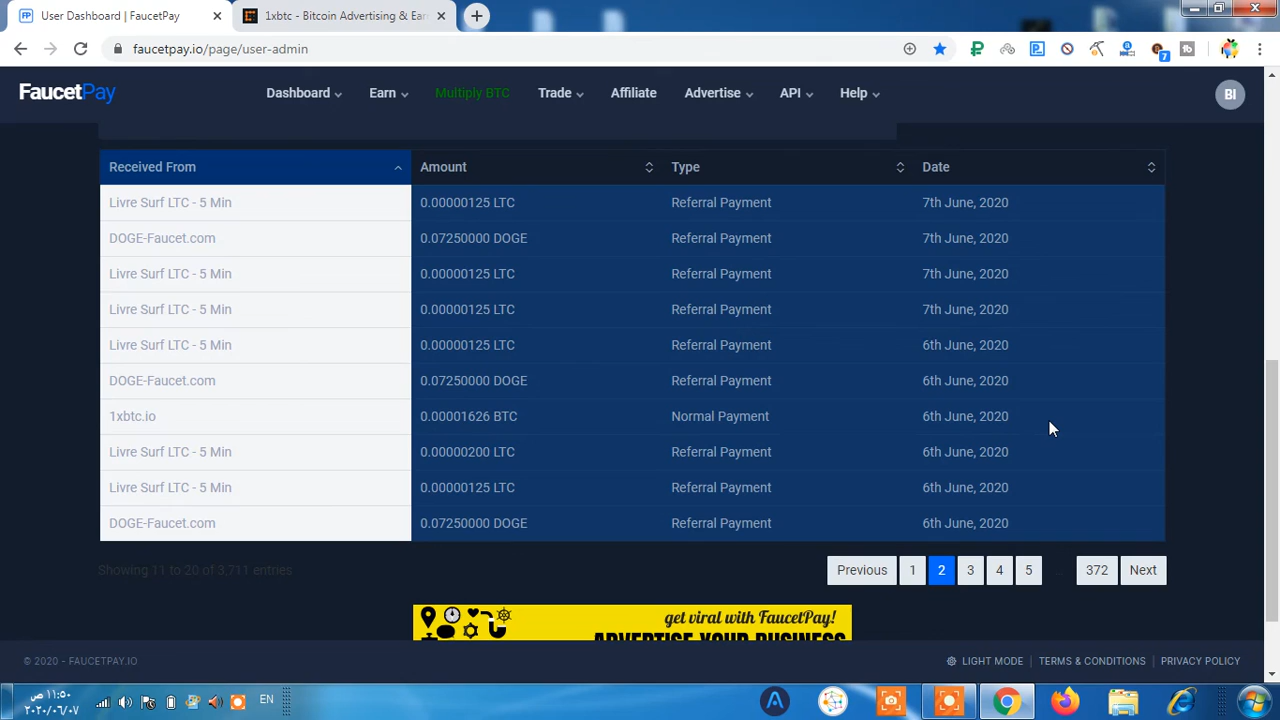 User Dashboard | FaucetPay
1xbtc - Bitcoin Advertising & Ear
faucetpay.io/page/user-admin
7
FaucetPay
Dashboard
Earn
Multiply BTC
Trade
Affiliate
Advertise
API
Help
BI
Received From Amount Type Date
Livre Surf LTC - 5 Min 0.00000125 LTC Referral Payment 7th June, 2020
DOGE-Faucet.com 0.07250000 DOGE Referral Payment 7th June, 2020
Livre Surf LTC - 5 Min 0.00000125 LTC Referral Payment 7th June, 2020
Livre Surf LTC - 5 Min 0.00000125 LTC Referral Payment 7th June, 2020
Livre Surf LTC - 5 Min 0.00000125 LTC Referral Payment 6th June, 2020
DOGE-Faucet.com 0.07250000 DOGE Referral Payment 6th June, 2020
1xbtc.io 0.00001626 BTC Normal Payment 6th June, 2020
Livre Surf LTC - 5 Min 0.00000200 LTC Referral Payment 6th June, 2020
Livre Surf LTC - 5 Min 0.00000125 LTC Referral Payment 6th June, 2020
DOGE-Faucet.com 0.07250000 DOGE Referral Payment 6th June, 2020
Showing 11 to 20 of 3,711 entries
Previous 1 2 3 4 5 … 372 Next
get viral with FaucetPay!
ADVERTISE YOUR BUSINESS
© 2020 - FAUCETPAY.IO
LIGHT MODE | TERMS & CONDITIONS | PRIVACY POLICY
EN
١١:٥٠ ص
٢٠٢٠/٠٦/٠٧